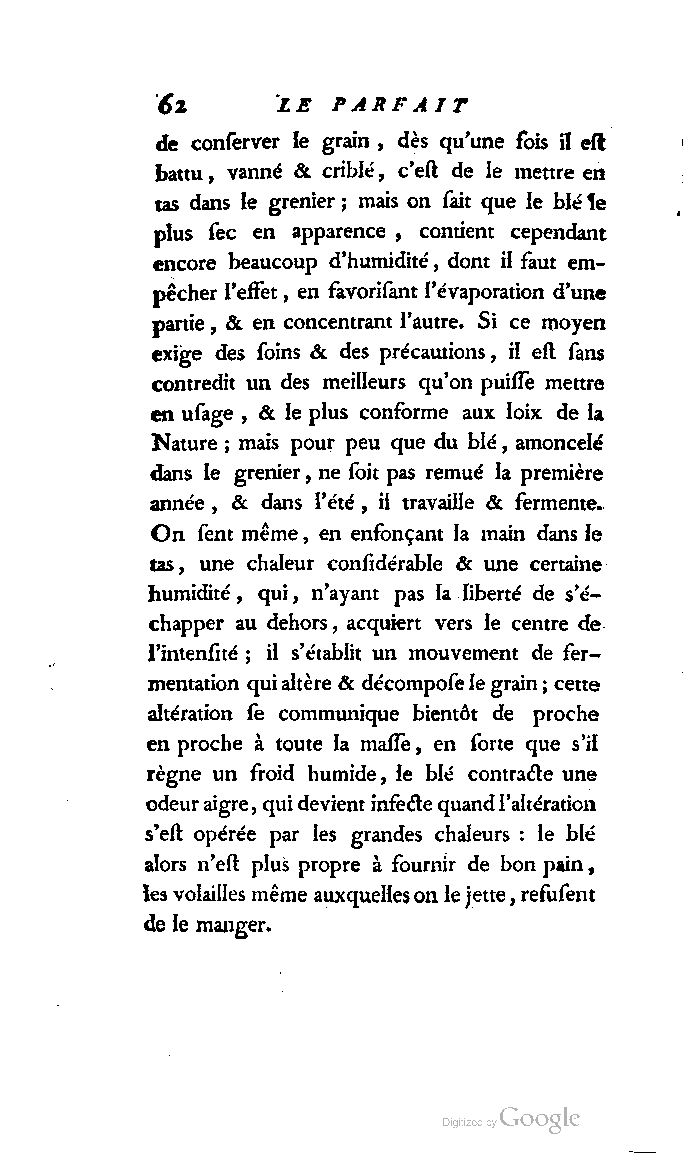 62 LE PARFAIT
de conſerver le grain, dès qu'une fois il eſt
battu, vanné & criblé, c'eſt de le mettre en
tas dans le grenier; mais on ſait que le blé le
plus ſec en apparence, contient cependant
encore beaucoup d'humidité, dont il faut em-
pêcher l'effet, en favoriſant l'évaporation d'une
partie, & en concentrant l'autre. Si ce moyen
exige des ſoins & des précautions, il eſt ſans
contredit un des meilleurs qu'on puiſſe mettre
en uſage, & le plus conforme aux loix de la
Nature; mais pour peu que du blé, amoncelé
dans le grenier, ne ſoit pas remué la première
année, & dans l'été, il travaille & fermente.
On ſent même, en enfonçant la main dans le
tas, une chaleur conſidérable & une certaine
humidité, qui, n'ayant pas la liberté de s'é-
chapper au dehors, acquiert vers le centre de
l'intenſité; il s'établit un mouvement de fer-
mentation qui altère & décompoſe le grain; cette
altération ſe communique bientôt de proche
en proche à toute la maſſe, en ſorte que s'il
règne un froid humide, le blé contracte une
odeur aigre, qui devient infecte quand l'altération
s'eſt opérée par les grandes chaleurs : le blé
alors n'eſt plus propre à fournir de bon pain,
les volailles même auxquelles on le jette, refuſent
de le manger.
Digitized by Google